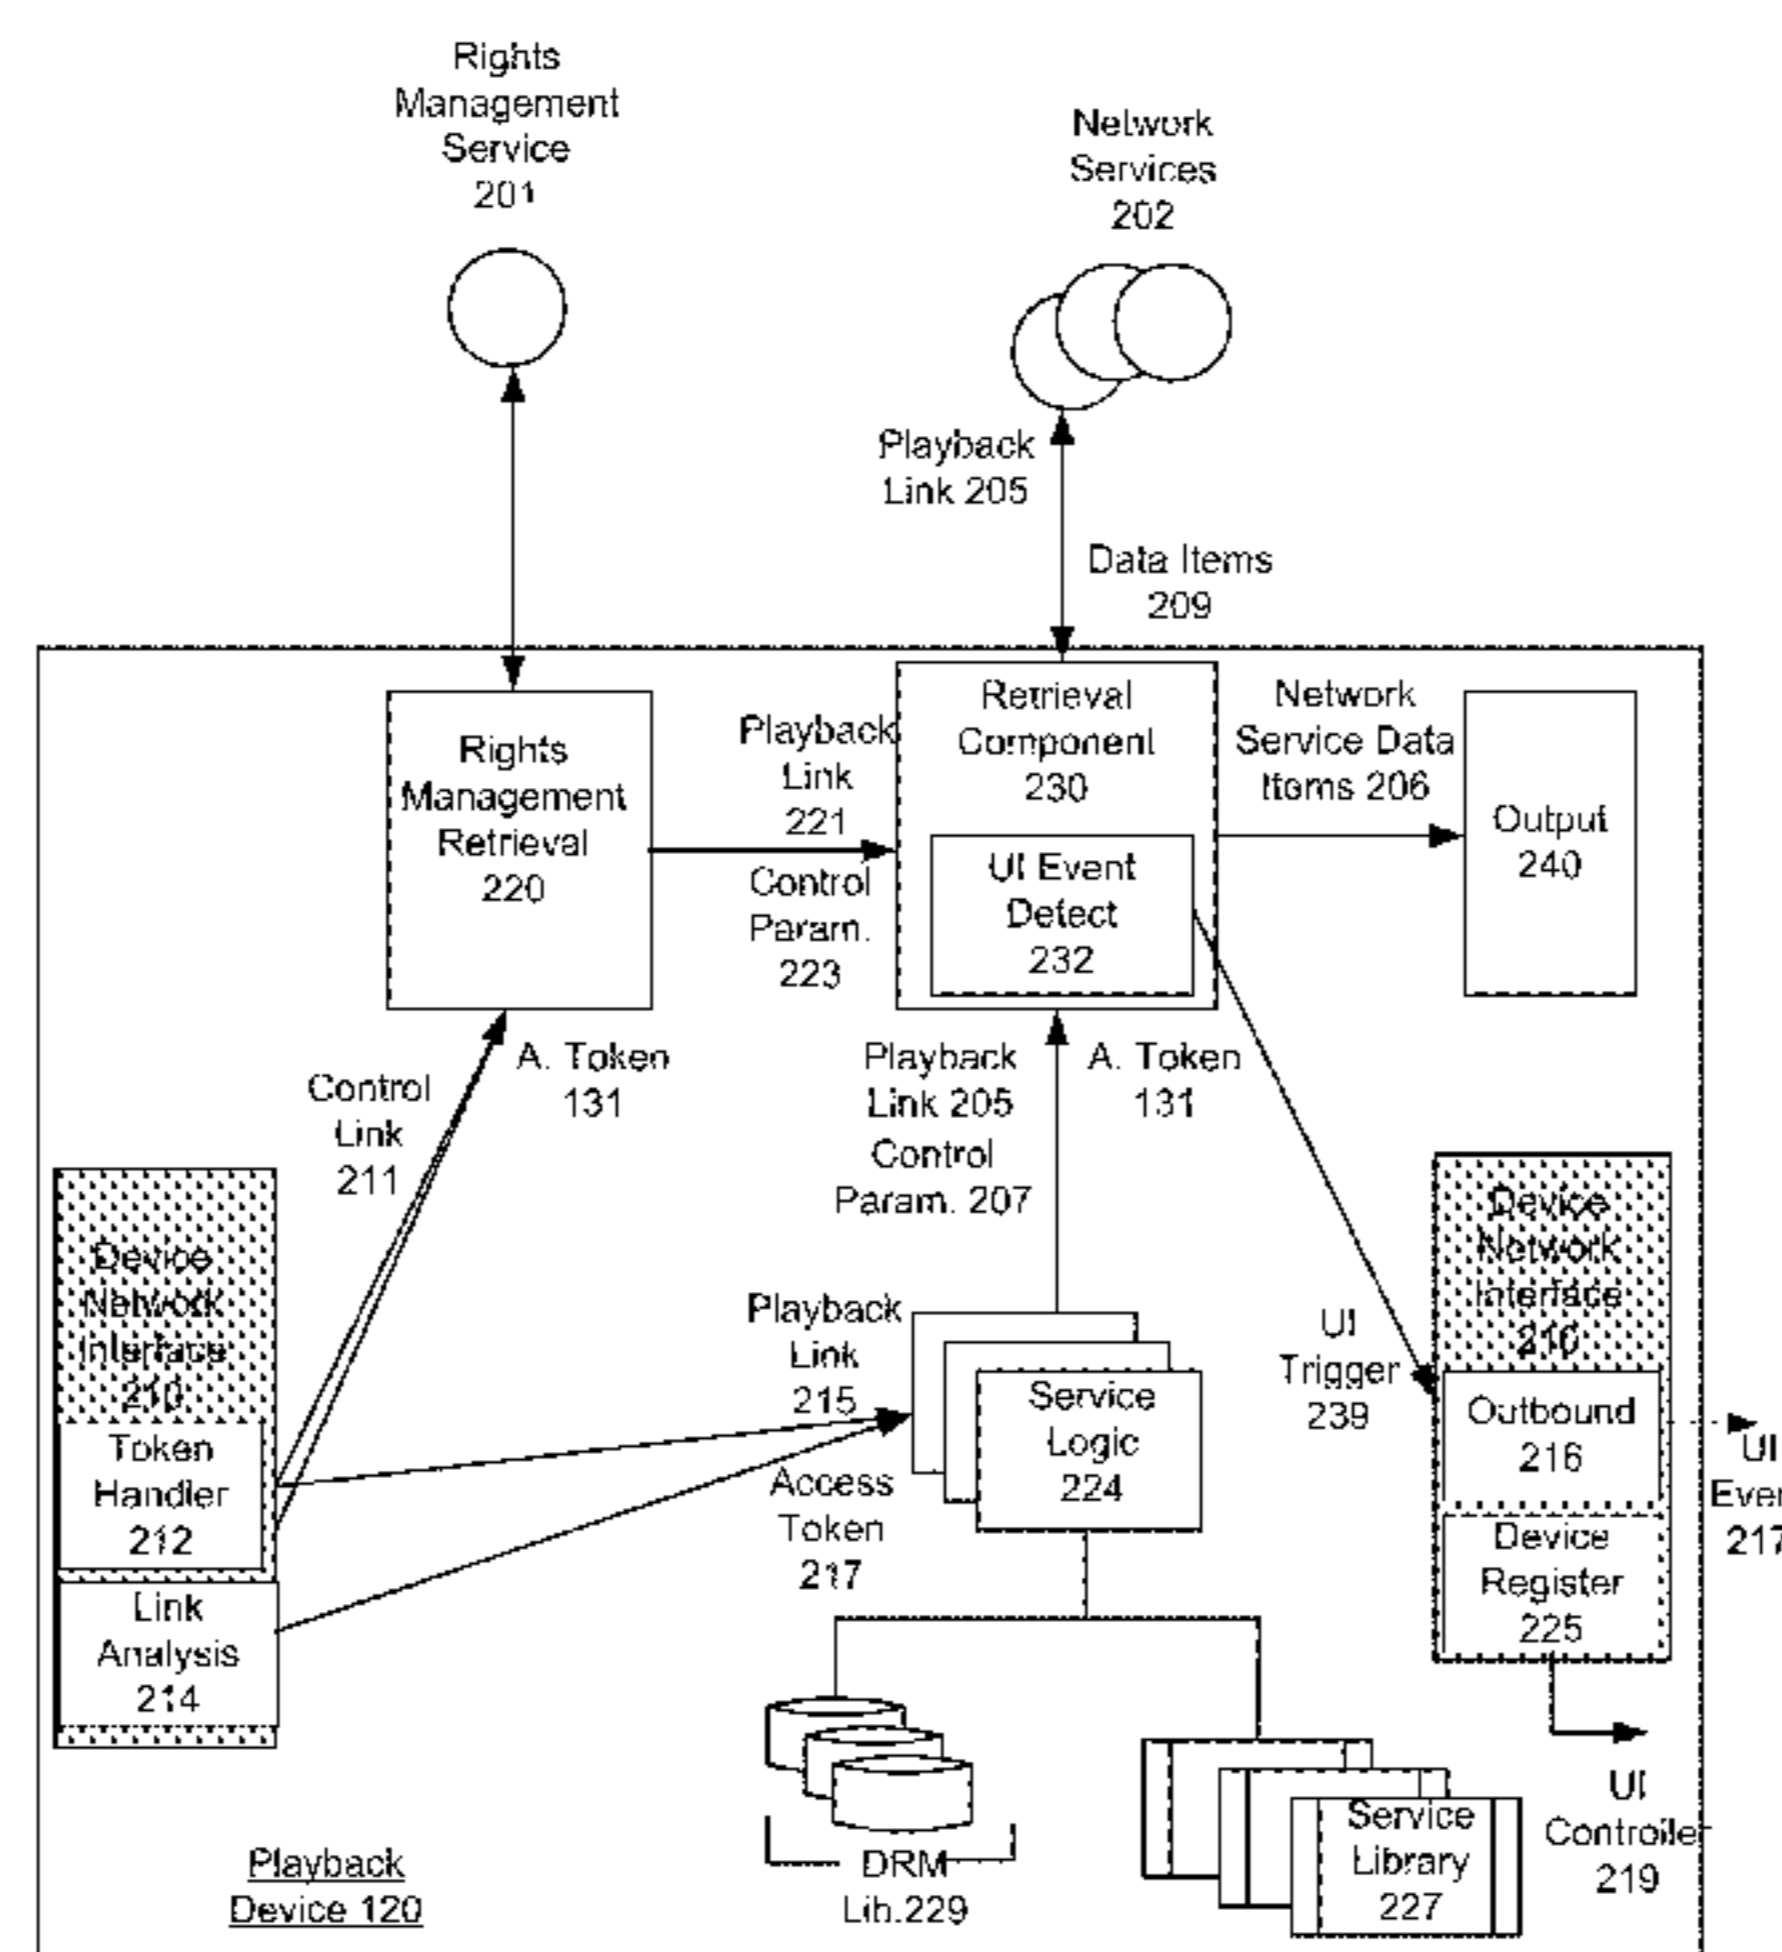 Rights
Management
Service
201
Network
Services
202
Playback
Link 205
Data Items
209
Rights
Management
Retrieval
220
Playback
Link
221
Control
Param.
223
Retrieval
Component
230
UI Event
Detect
232
Network
Service Data
Items 206
Output
240
Control
Link
211
A. Token
131
Playback
Link 205
Control
Param. 207
A. Token
131
Device
Network
Interface
210
Token
Handler
212
Link
Analysis
214
Playback
Link
215
Access
Token
217
Service
Logic
224
UI
Trigger
239
Device
Network
Interface
210
Outbound
216
Device
Register
225
UI
Even
217
UI
Controller
219
DRM
Lib.229
Service
Library
227
Playback
Device 120